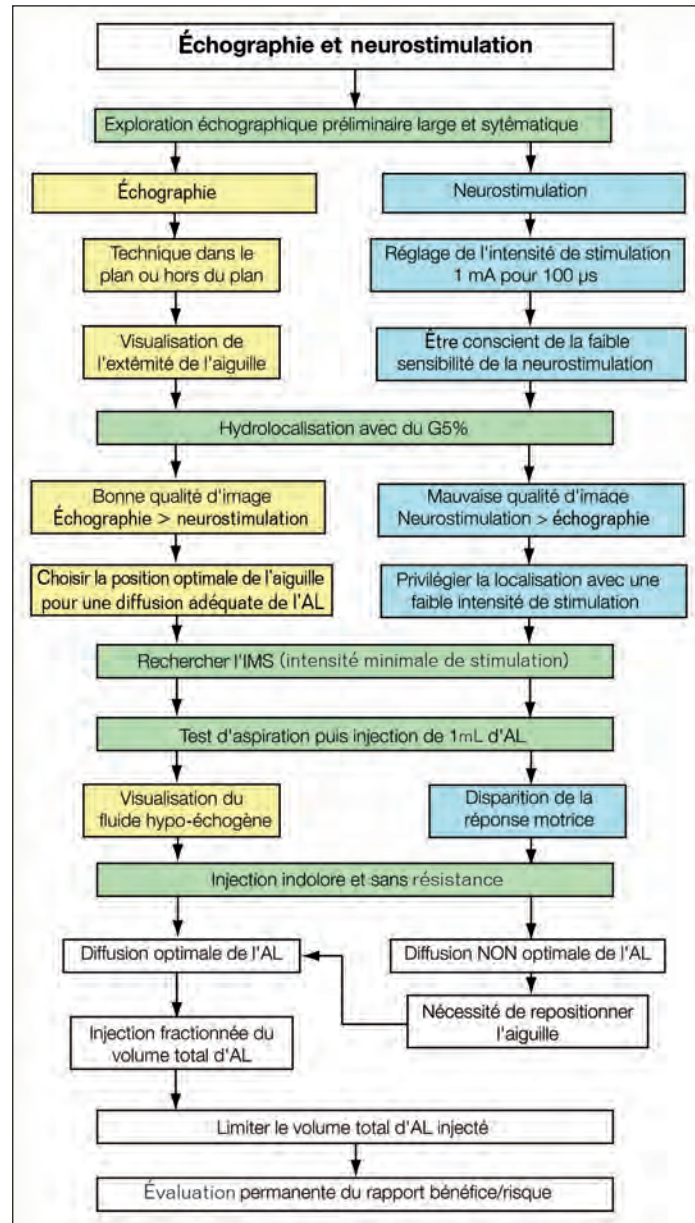 Échographie et neurostimulation
Exploration échographique préliminaire large et sytématique
Échographie
Neurostimulation
Technique dans le
plan ou hors du plan
Réglage de l'intensité de stimulation
1 mA pour 100 µs
Visualisation de
l'extémité de l'aiguille
Être conscient de la faible
sensibilité de la neurostimulation
Hydrolocalisation avec du G5%
Bonne qualité d'image
Échographie > neurostimulation
Mauvaise qualité d'image
Neurostimulation > échographie
Choisir la position optimale de l'aiguille
pour une diffusion adéquate de l'AL
Privilégier la localisation avec une
faible intensité de stimulation
Rechercher l'IMS (intensité minimale de stimulation)
Test d'aspiration puis injection de 1mL d'AL
Visualisation du
fluide hypo-échogène
Disparition de la
réponse motrice
Injection indolore et sans résistance
Diffusion optimale de l'AL
Diffusion NON optimale de l'AL
Nécessité de repositionner
l'aiguille
Injection fractionnée du
volume total d'AL
Limiter le volume total d'AL injecté
Évaluation permanente du rapport bénéfice/risque